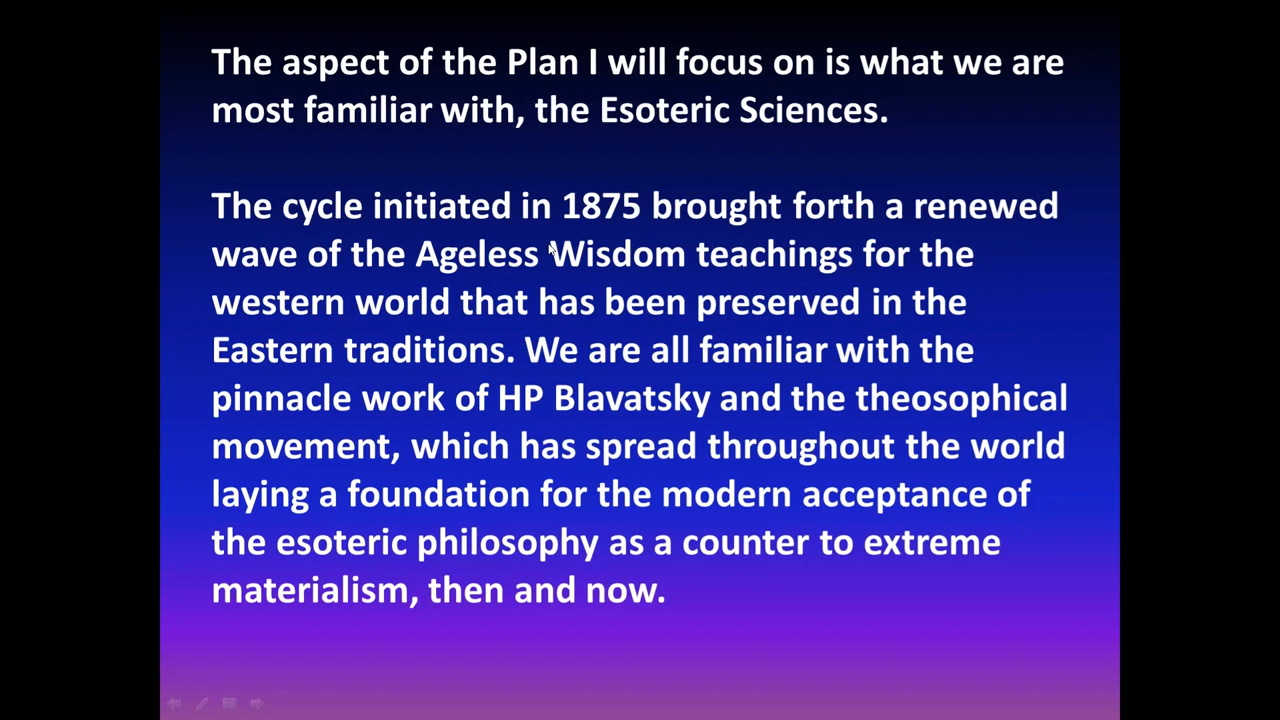 The aspect of the Plan I will focus on is what we are
most familiar with, the Esoteric Sciences.
The cycle initiated in 1875 brought forth a renewed
wave of the Ageless Wisdom teachings for the
western world that has been preserved in the
Eastern traditions. We are all familiar with the
pinnacle work of HP Blavatsky and the theosophical
movement, which has spread throughout the world
laying a foundation for the modern acceptance of
the esoteric philosophy as a counter to extreme
materialism, then and now.